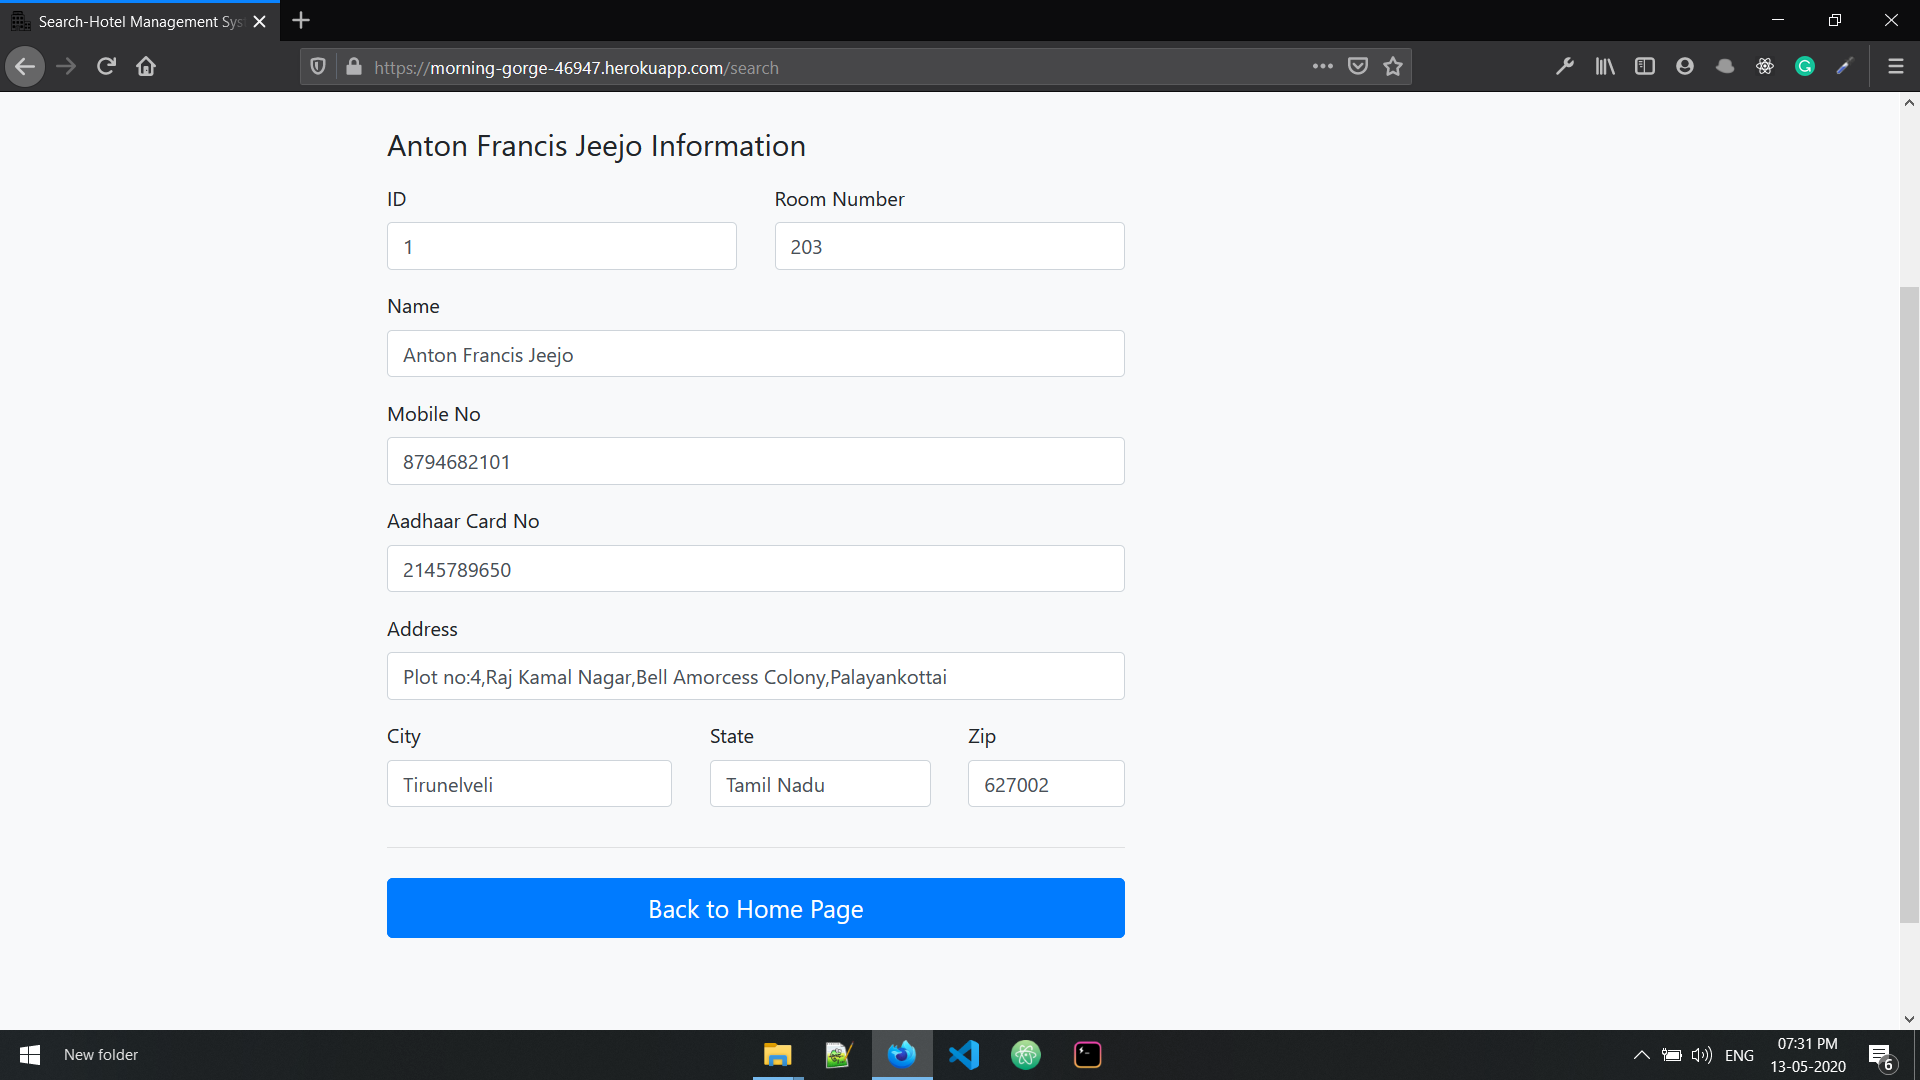 Search-Hotel Management Sys
https://morning-gorge-46947.herokuapp.com/search
Anton Francis Jeejo Information
ID
Room Number
1
203
Name
Anton Francis Jeejo
Mobile No
8794682101
Aadhaar Card No
2145789650
Address
Plot no:4,Raj Kamal Nagar,Bell Amorcess Colony,Palayankottai
City
State
Zip
Tirunelveli
Tamil Nadu
627002
Back to Home Page
New folder
ENG
07:31 PM
13-05-2020
6